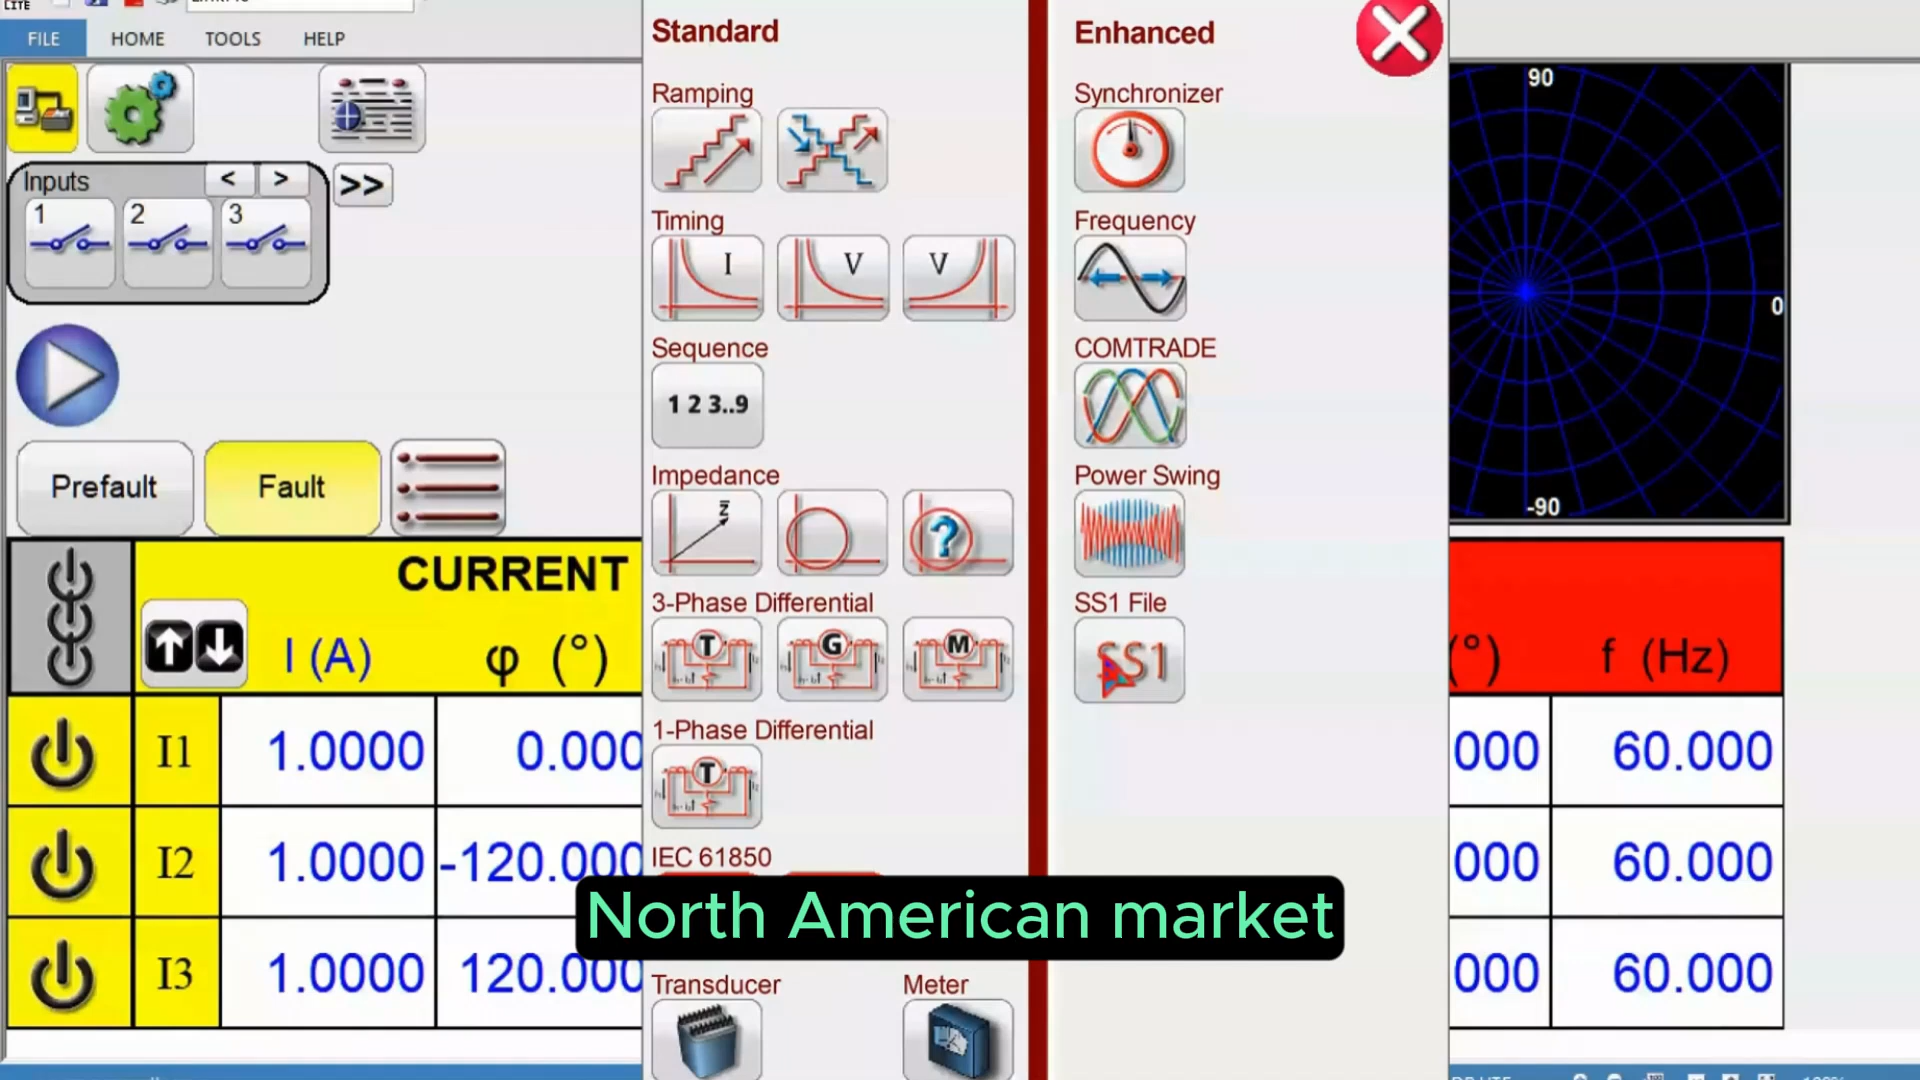 LITE
FILE HOME TOOLS HELP
Inputs < > >>
1 2 3
Prefault Fault
CURRENT
I (A) φ (°)
I1 1.0000 0.000
I2 1.0000 -120.000
I3 1.0000 120.000
Standard
Ramping
Timing
I V V
Sequence
1 2 3..9
Impedance
Z
?
3-Phase Differential
T G M
1-Phase Differential
T
IEC 61850
North American market
Transducer Meter
Enhanced
Synchronizer
Frequency
COMTRADE
Power Swing
SS1 File
SS1
90
0
-90
(°) f (Hz)
000 60.000
000 60.000
000 60.000